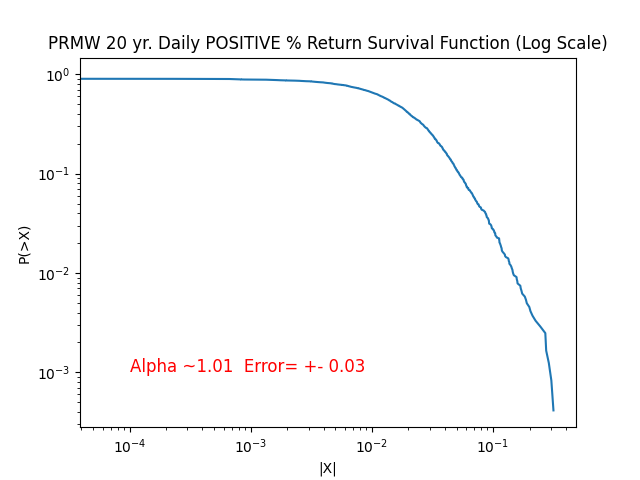 PRMW 20 yr. Daily POSITIVE % Return Survival Function (Log Scale)
10⁰
10⁻¹
10⁻²
10⁻³
P(>X)
Alpha ~1.01  Error= +- 0.03
10⁻⁴ 10⁻³ 10⁻² 10⁻¹
|X|